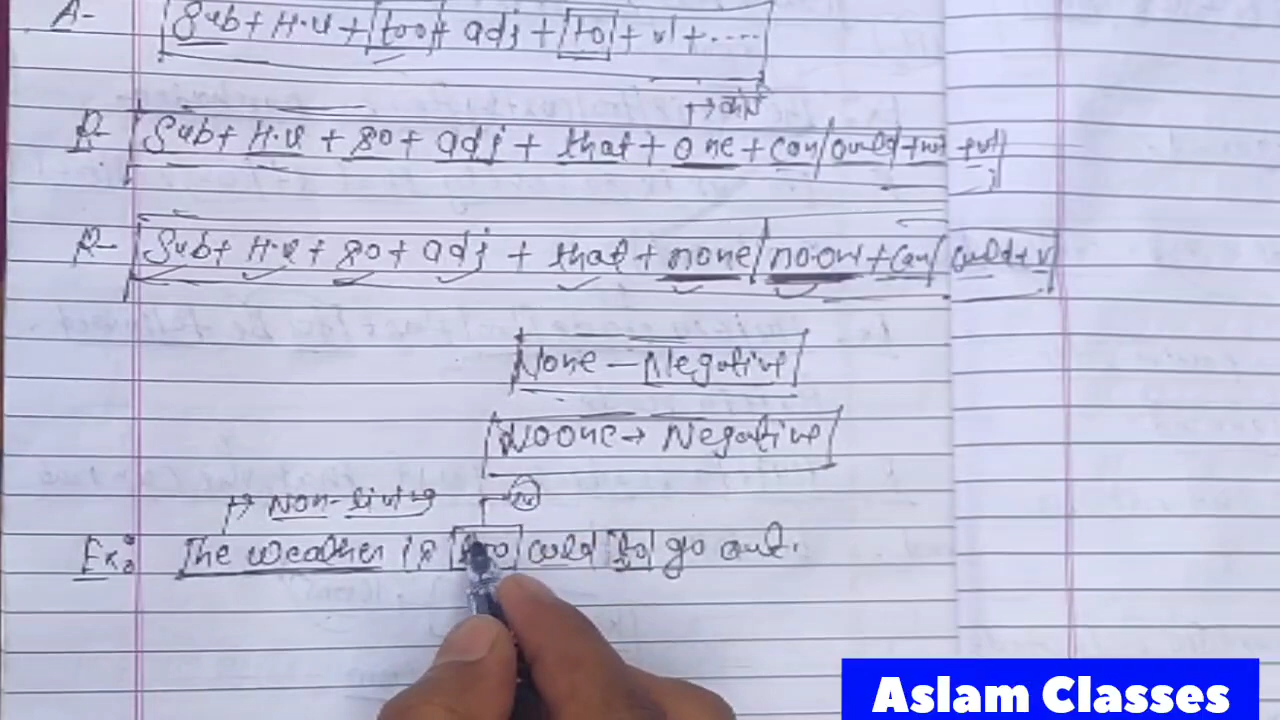 A- Sub + H.V + too + adj + to + v1 + ....
R- Sub + H.V + so + adj + that + one + can/could + not + v1
R- Sub + H.V + so + adj + that + none/no one + can/could + v1
None - Negative
NO one → Negative
→ Non-living
Ex: The weather is too cold to go out.
Aslam Classes